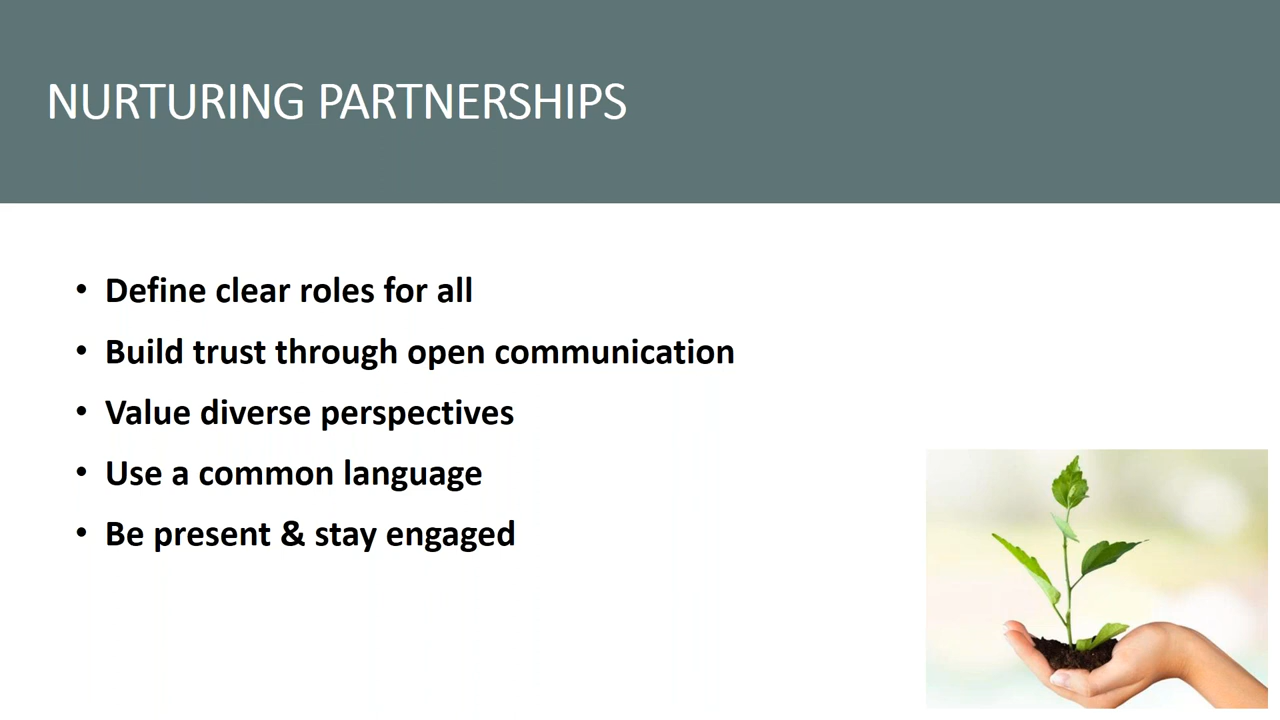 NURTURING PARTNERSHIPS
• Define clear roles for all
• Build trust through open communication
• Value diverse perspectives
• Use a common language
• Be present & stay engaged